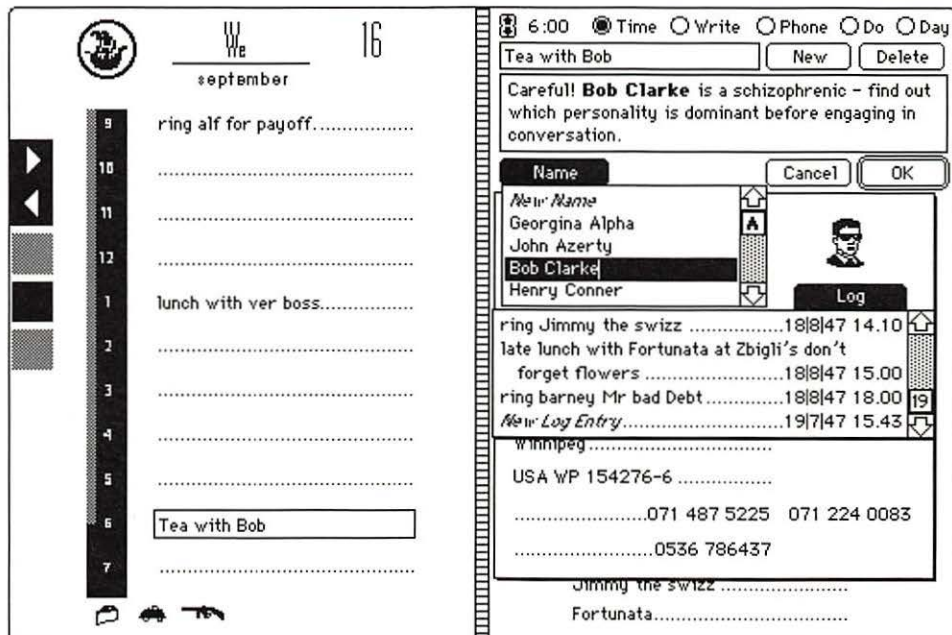 We 16
september
9 ring alf for payoff.................
10 .......................................
11 .......................................
12 .......................................
1 lunch with ver boss...............
2 .......................................
3 .......................................
4 .......................................
5 .......................................
6 Tea with Bob
7 .......................................
6:00 Time Write Phone Do Day
Tea with Bob New Delete
Careful! Bob Clarke is a schizophrenic - find out
which personality is dominant before engaging in
conversation.
Name Cancel OK
New Name
Georgina Alpha A
John Azerty
Bob Clarke
Henry Conner
Log
ring Jimmy the swizz ................18|8|47 14.10
late lunch with Fortunata at Zbigli's don't
forget flowers ........................18|8|47 15.00
ring barney Mr bad Debt.............18|8|47 18.00 19
New Log Entry...........................19|7|47 15.43
Winnipeg................................
USA WP 154276-6 ................
.......................071 487 5225 071 224 0083
........................0536 786437
Jimmy the swizz ......................
Fortunata.................................